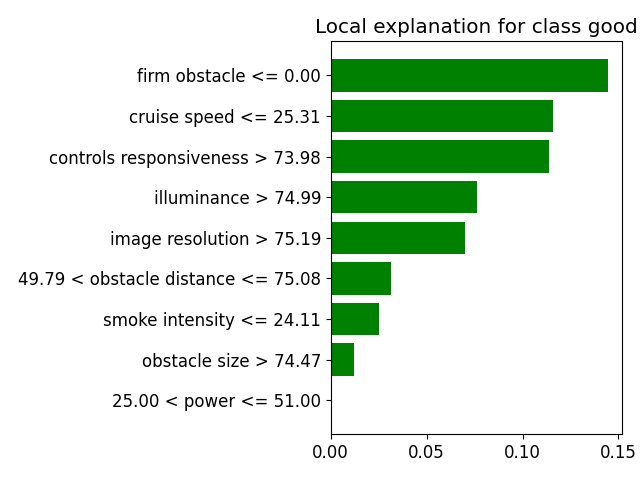 Local explanation for class good
firm obstacle <= 0.00
cruise speed <= 25.31
controls responsiveness > 73.98
illuminance > 74.99
image resolution > 75.19
49.79 < obstacle distance <= 75.08
smoke intensity <= 24.11
obstacle size > 74.47
25.00 < power <= 51.00
0.00 0.05 0.10 0.15